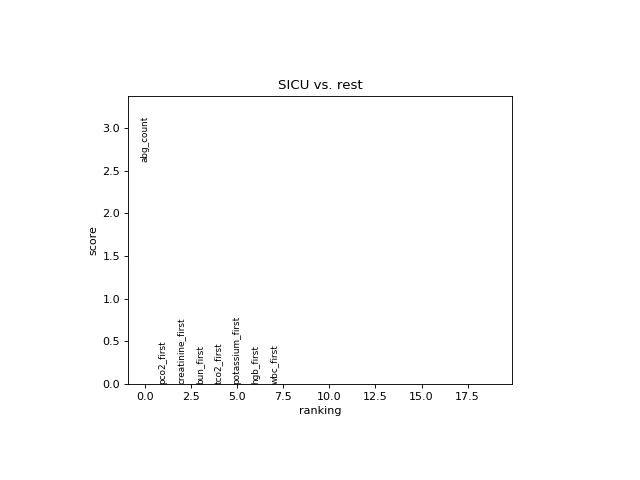 SICU vs. rest
3.0
2.5
2.0
1.5
1.0
0.5
0.0
score
abg_count
pco2_first
creatinine_first
bun_first
tco2_first
potassium_first
hgb_first
wbc_first
0.0 2.5 5.0 7.5 10.0 12.5 15.0 17.5
ranking